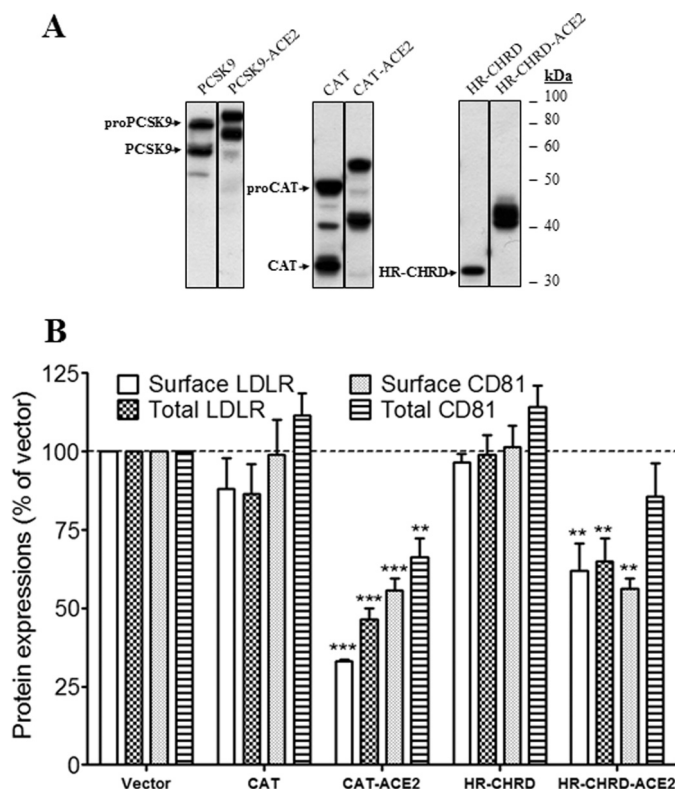 A
PCSK9
PCSK9-ACE2
CAT
CAT-ACE2
HR-CHRD
HR-CHRD-ACE2
kDa
proPCSK9
PCSK9
proCAT
CAT
HR-CHRD
100
80
60
50
40
30
B
Protein expressions (% of vector)
125
100
75
50
25
0
Surface LDLR
Total LDLR
Surface CD81
Total CD81
***
***
***
**
**
**
**
Vector
CAT
CAT-ACE2
HR-CHRD
HR-CHRD-ACE2